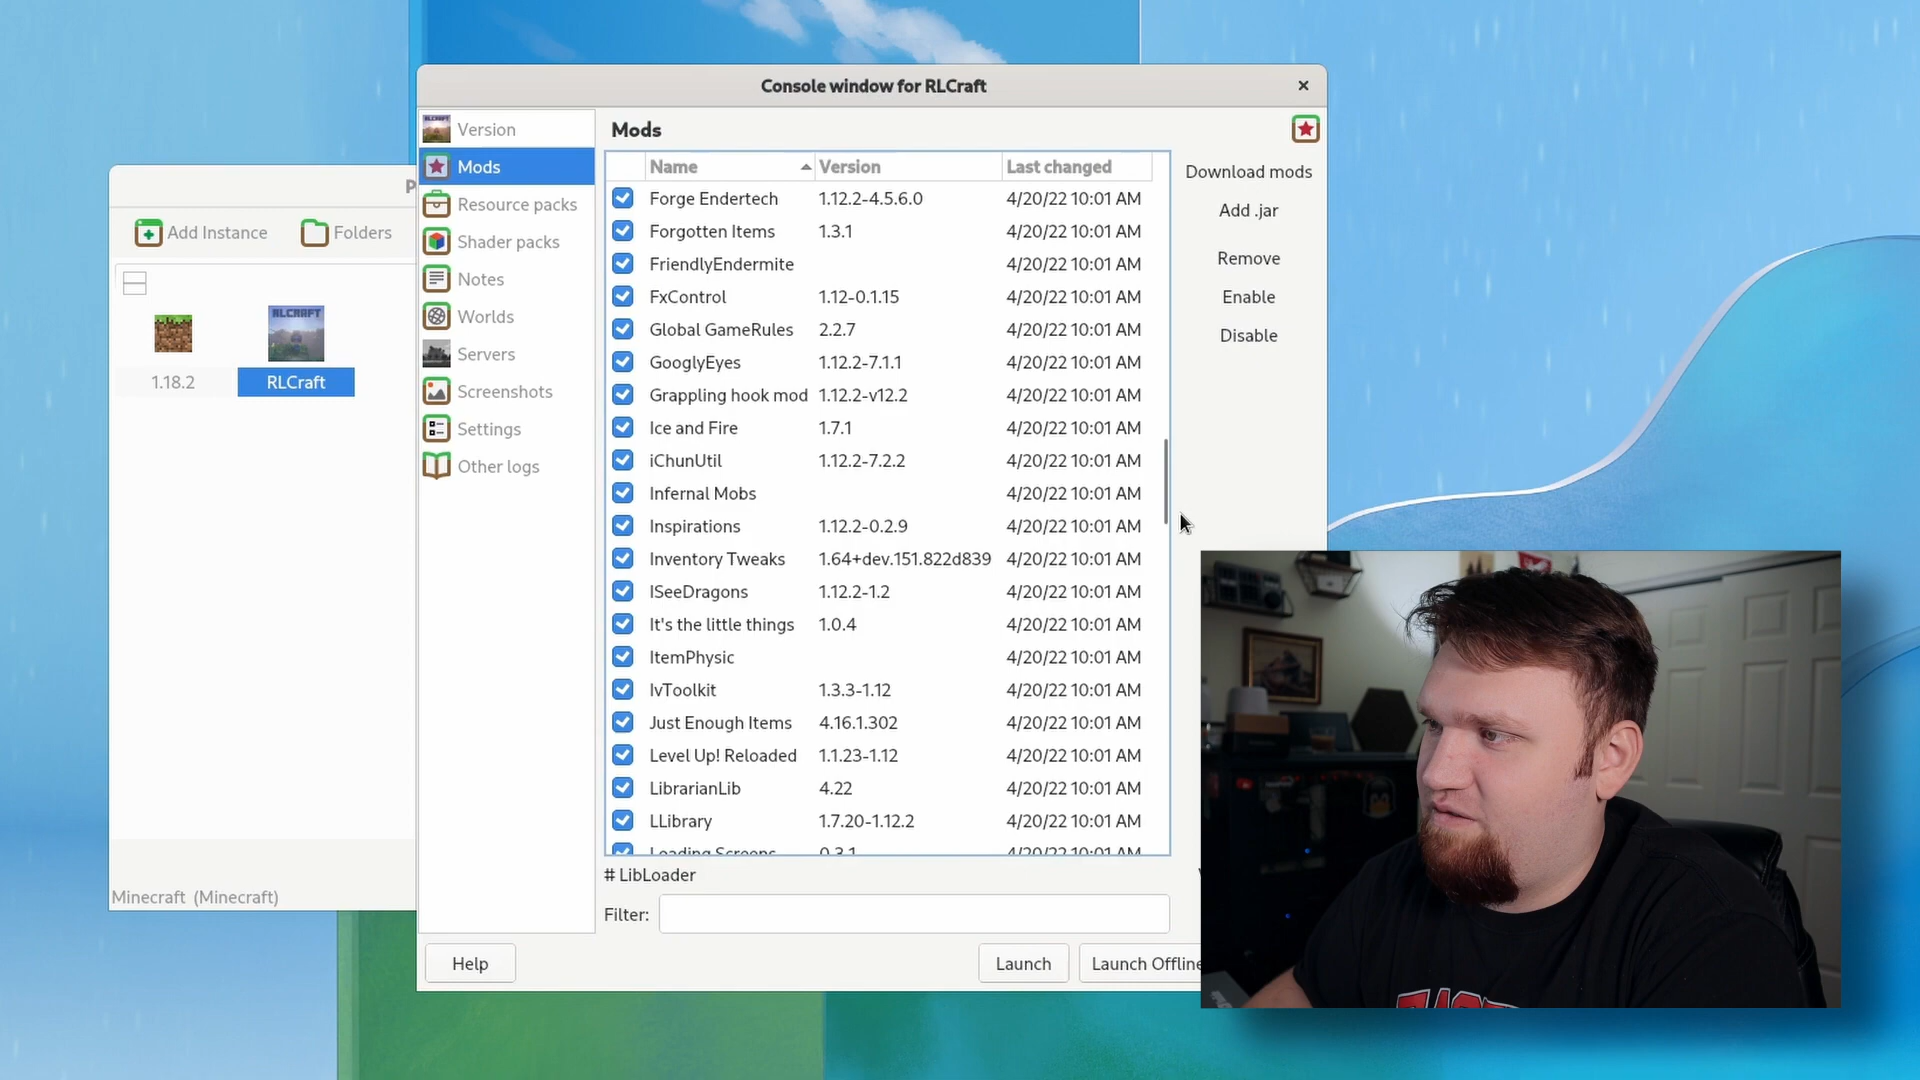 Console window for RLCraft
Add Instance
Folders
RLCRAFT
1.18.2
RLCraft
Minecraft (Minecraft)
Version
Mods
Resource packs
Shader packs
Notes
Worlds
Servers
Screenshots
Settings
Other logs
Mods
Name Version Last changed
Forge Endertech 1.12.2-4.5.6.0 4/20/22 10:01 AM
Forgotten Items 1.3.1 4/20/22 10:01 AM
FriendlyEndermite 4/20/22 10:01 AM
FxControl 1.12-0.1.15 4/20/22 10:01 AM
Global GameRules 2.2.7 4/20/22 10:01 AM
GooglyEyes 1.12.2-7.1.1 4/20/22 10:01 AM
Grappling hook mod 1.12.2-v12.2 4/20/22 10:01 AM
Ice and Fire 1.7.1 4/20/22 10:01 AM
iChunUtil 1.12.2-7.2.2 4/20/22 10:01 AM
Infernal Mobs 4/20/22 10:01 AM
Inspirations 1.12.2-0.2.9 4/20/22 10:01 AM
Inventory Tweaks 1.64+dev.151.822d839 4/20/22 10:01 AM
ISeeDragons 1.12.2-1.2 4/20/22 10:01 AM
It's the little things 1.0.4 4/20/22 10:01 AM
ItemPhysic 4/20/22 10:01 AM
IvToolkit 1.3.3-1.12 4/20/22 10:01 AM
Just Enough Items 4.16.1.302 4/20/22 10:01 AM
Level Up! Reloaded 1.1.23-1.12 4/20/22 10:01 AM
LibrarianLib 4.22 4/20/22 10:01 AM
LLibrary 1.7.20-1.12.2 4/20/22 10:01 AM
Loading Screens 0.3.1 4/20/22 10:01 AM
# LibLoader
Filter:
Download mods
Add .jar
Remove
Enable
Disable
Help
Launch
Launch Offline